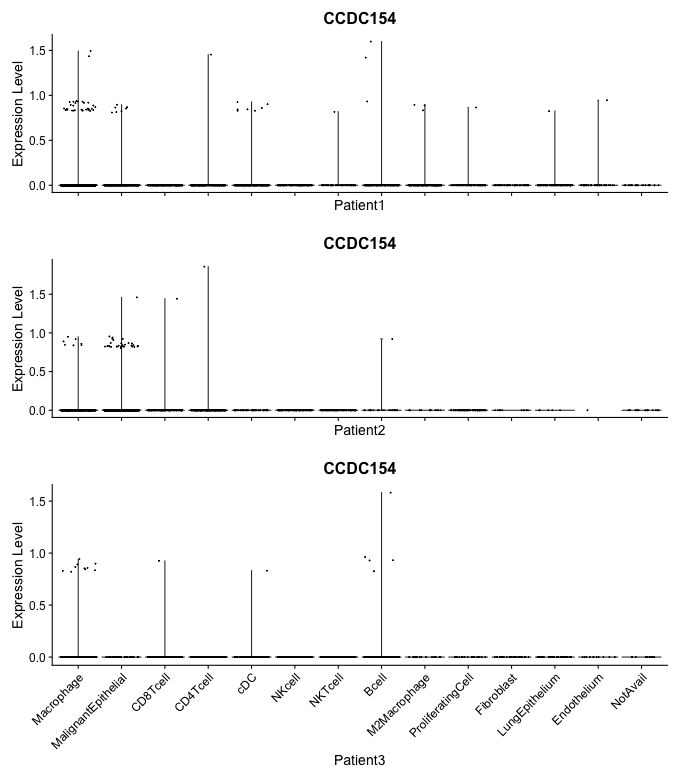 CCDC154
Expression Level
1.5
1.0
0.5
0.0
Patient1
CCDC154
Expression Level
1.5
1.0
0.5
0.0
Patient2
CCDC154
Expression Level
1.5
1.0
0.5
0.0
Macrophage
MalignantEpithelial
CD8Tcell
CD4Tcell
cDC
NKcell
NKTcell
Bcell
M2Macrophage
ProliferatingCell
Fibroblast
LungEpithelium
Endothelium
NotAvail
Patient3